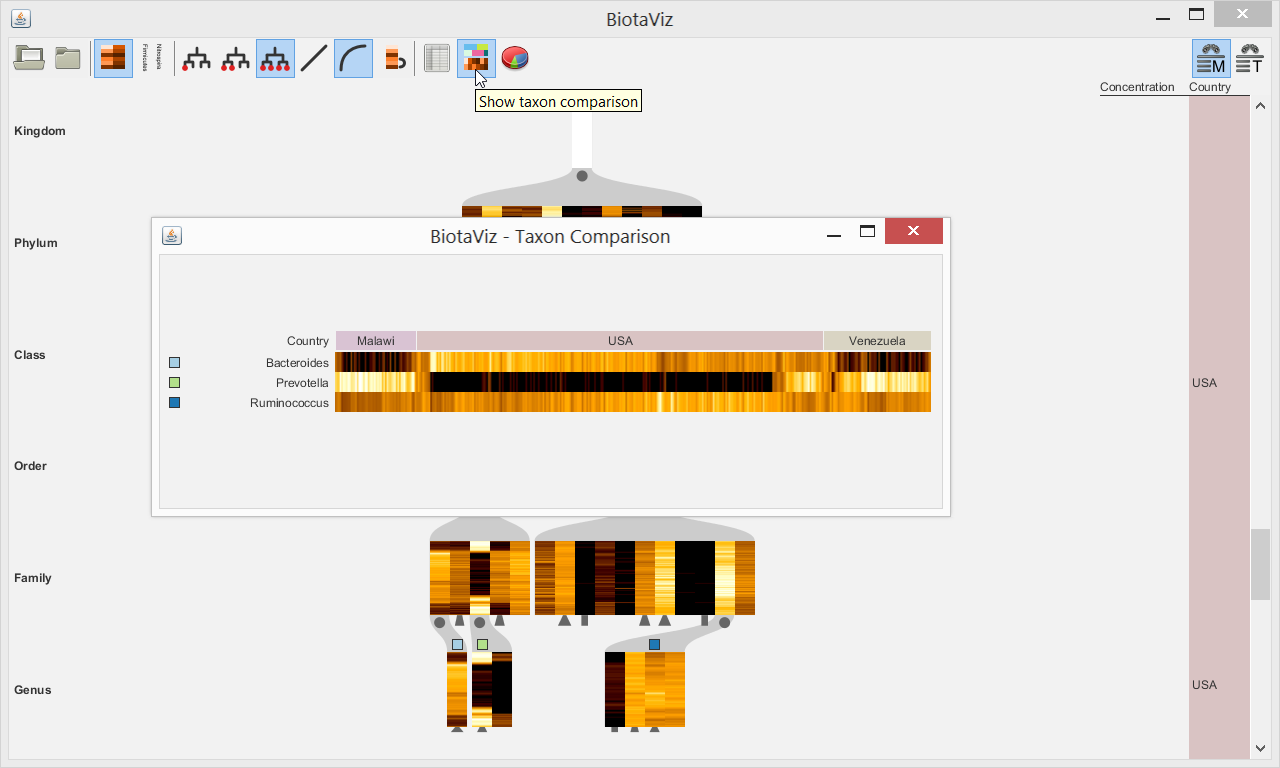 BiotaViz
Firmicutes
Nitrospira
M
T
Show taxon comparison
Concentration
Country
Kingdom
Phylum
Class
Order
Family
Genus
BiotaViz - Taxon Comparison
Country
Malawi
USA
Venezuela
Bacteroides
Prevotella
Ruminococcus
USA
USA